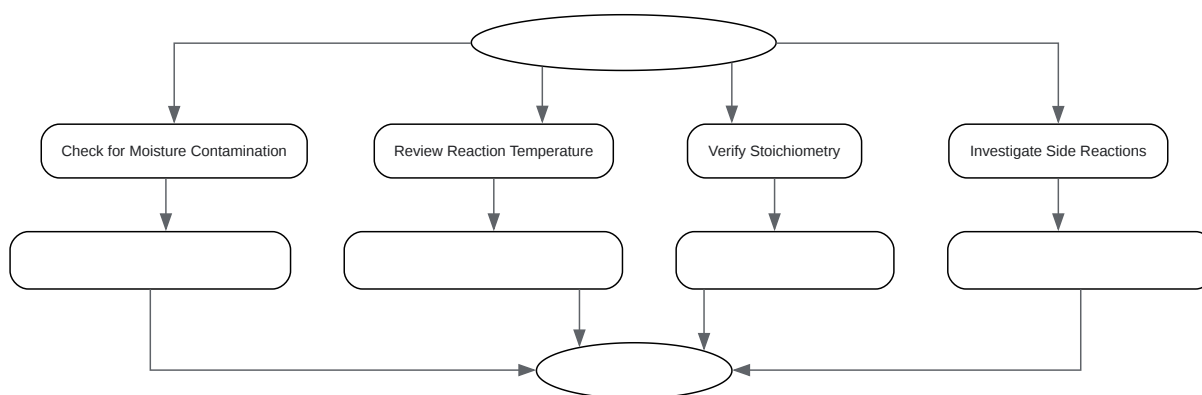 Check for Moisture Contamination
Review Reaction Temperature
Verify Stoichiometry
Investigate Side Reactions